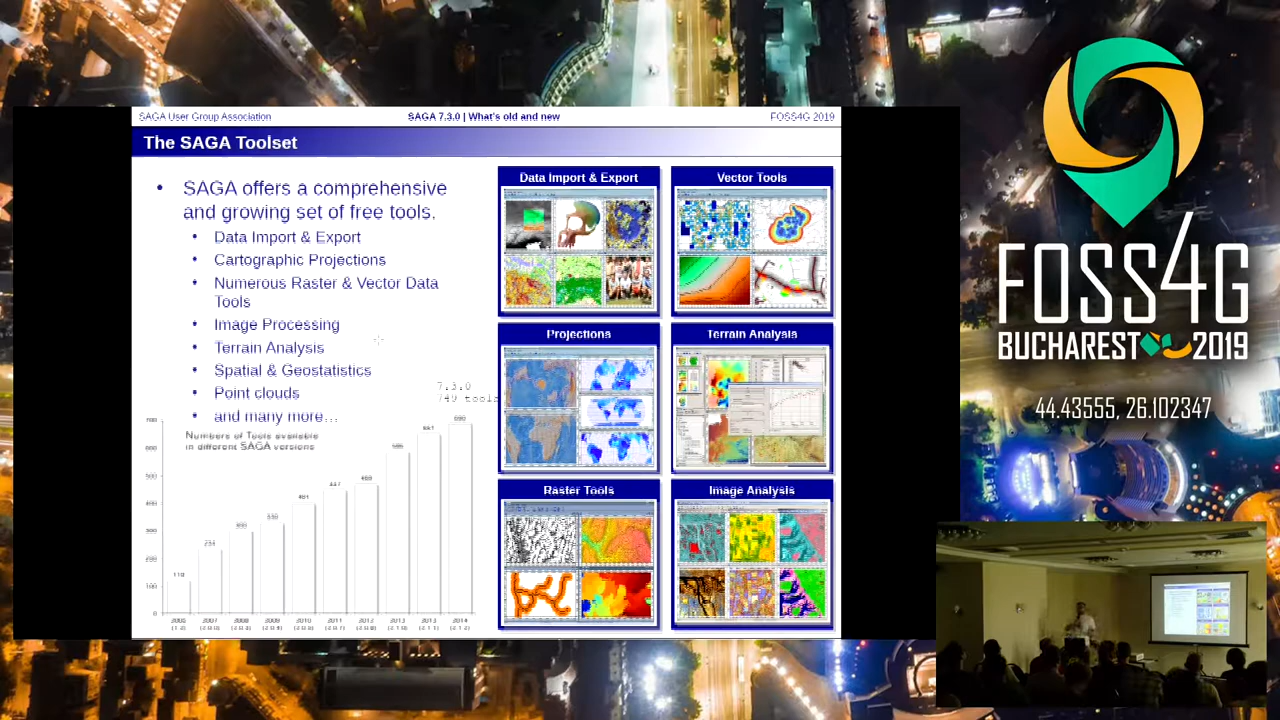 SAGA User Group Association
SAGA 7.3.0 | What's old and new
FOSS4G 2019
The SAGA Toolset
• SAGA offers a comprehensive
and growing set of free tools,
• Data Import & Export
• Cartographic Projections
• Numerous Raster & Vector Data
Tools
• Image Processing
• Terrain Analysis
• Spatial & Geostatistics
• Point clouds
• and many more...
7.3.0
749 tools
Numbers of Tools available
in different SAGA versions
Data Import & Export
Vector Tools
Projections
Terrain Analysis
Raster Tools
Image Analysis
FOSS4G
BUCHAREST 2019
44.43555, 26.102347